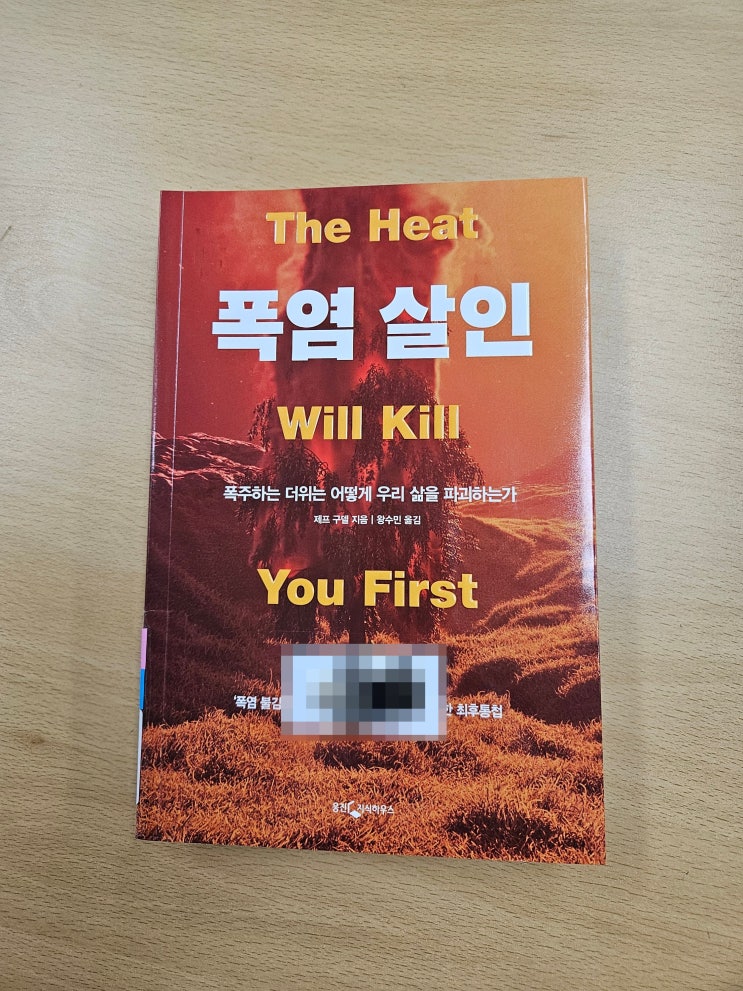 The Heat
폭염 살인
Will Kill
폭주하는 더위는 어떻게 우리 삶을 파괴하는가
제프 구델 지음 | 왕수민 옮김
You First
'폭염 최후통첩
웅진 지식하우스